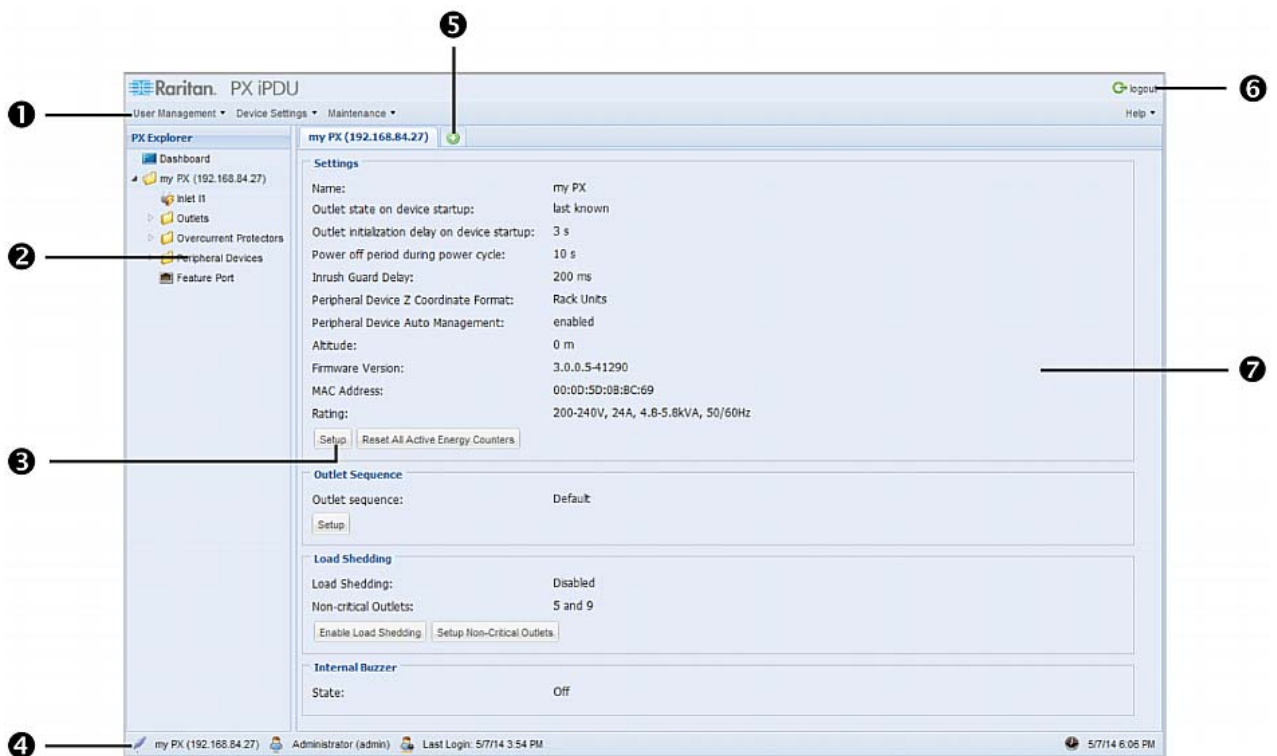 5
Raritan. PX iPDU
logout
6
1
User Management Device Settings Maintenance
Help
PX Explorer
my PX (192.168.84.27)
Dashboard
my PX (192.168.84.27)
Inlet I1
Outlets
Overcurrent Protectors
2
Peripheral Devices
Feature Port
Settings
Name: my PX
Outlet state on device startup: last known
Outlet initialization delay on device startup: 3 s
Power off period during power cycle: 10 s
Inrush Guard Delay: 200 ms
Peripheral Device Z Coordinate Format: Rack Units
Peripheral Device Auto Management: enabled
Altitude: 0 m
Firmware Version: 3.0.0.5-41290
7
MAC Address: 00:0D:5D:0B:BC:69
Rating: 200-240V, 24A, 4.8-5.8kVA, 50/60Hz
Setup Reset All Active Energy Counters
3
Outlet Sequence
Outlet sequence: Default
Setup
Load Shedding
Load Shedding: Disabled
Non-critical Outlets: 5 and 9
Enable Load Shedding Setup Non-Critical Outlets
Internal Buzzer
State: Off
4
my PX (192.168.84.27) Administrator (admin) Last Login: 5/7/14 3:54 PM
5/7/14 6:06 PM